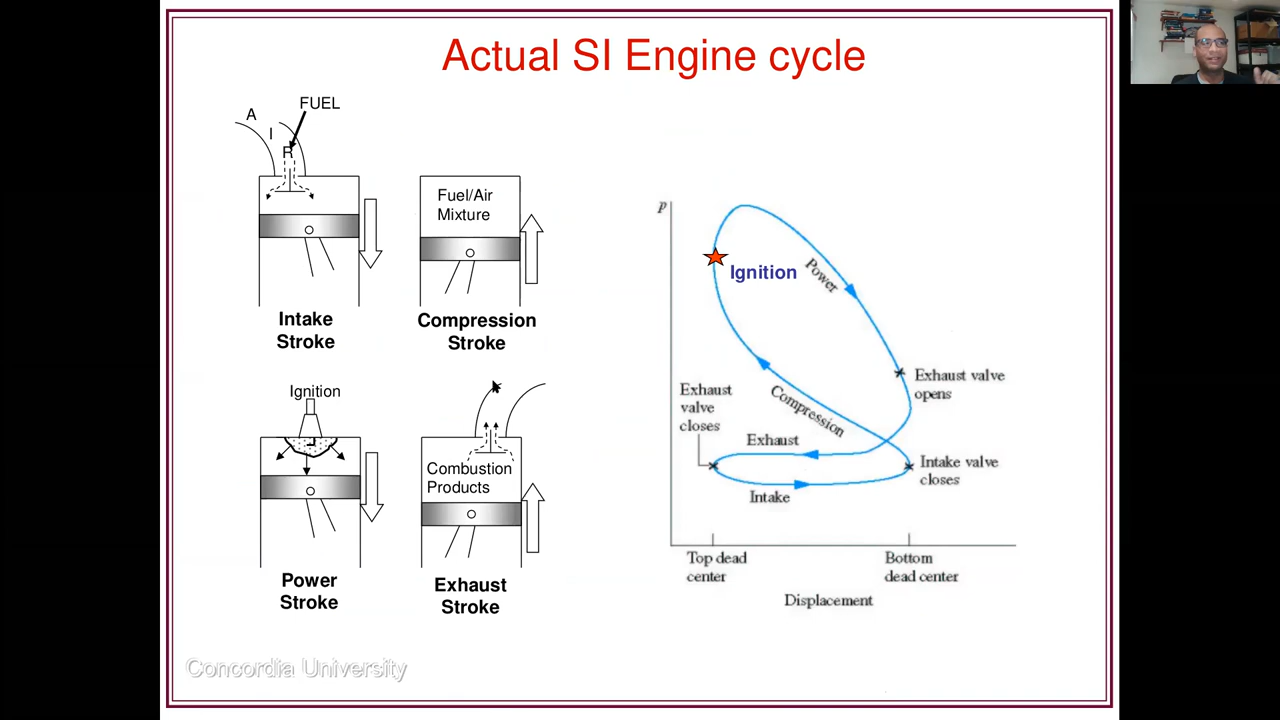 Actual SI Engine cycle
FUEL
A
I
R
Intake
Stroke
Fuel/Air
Mixture
Compression
Stroke
Ignition
Power
Stroke
Combustion
Products
Exhaust
Stroke
p
Ignition
Power
Exhaust valve
opens
Compression
Exhaust
valve
closes
Exhaust
Intake valve
closes
Intake
Top dead
center
Bottom
dead center
Displacement
Concordia University